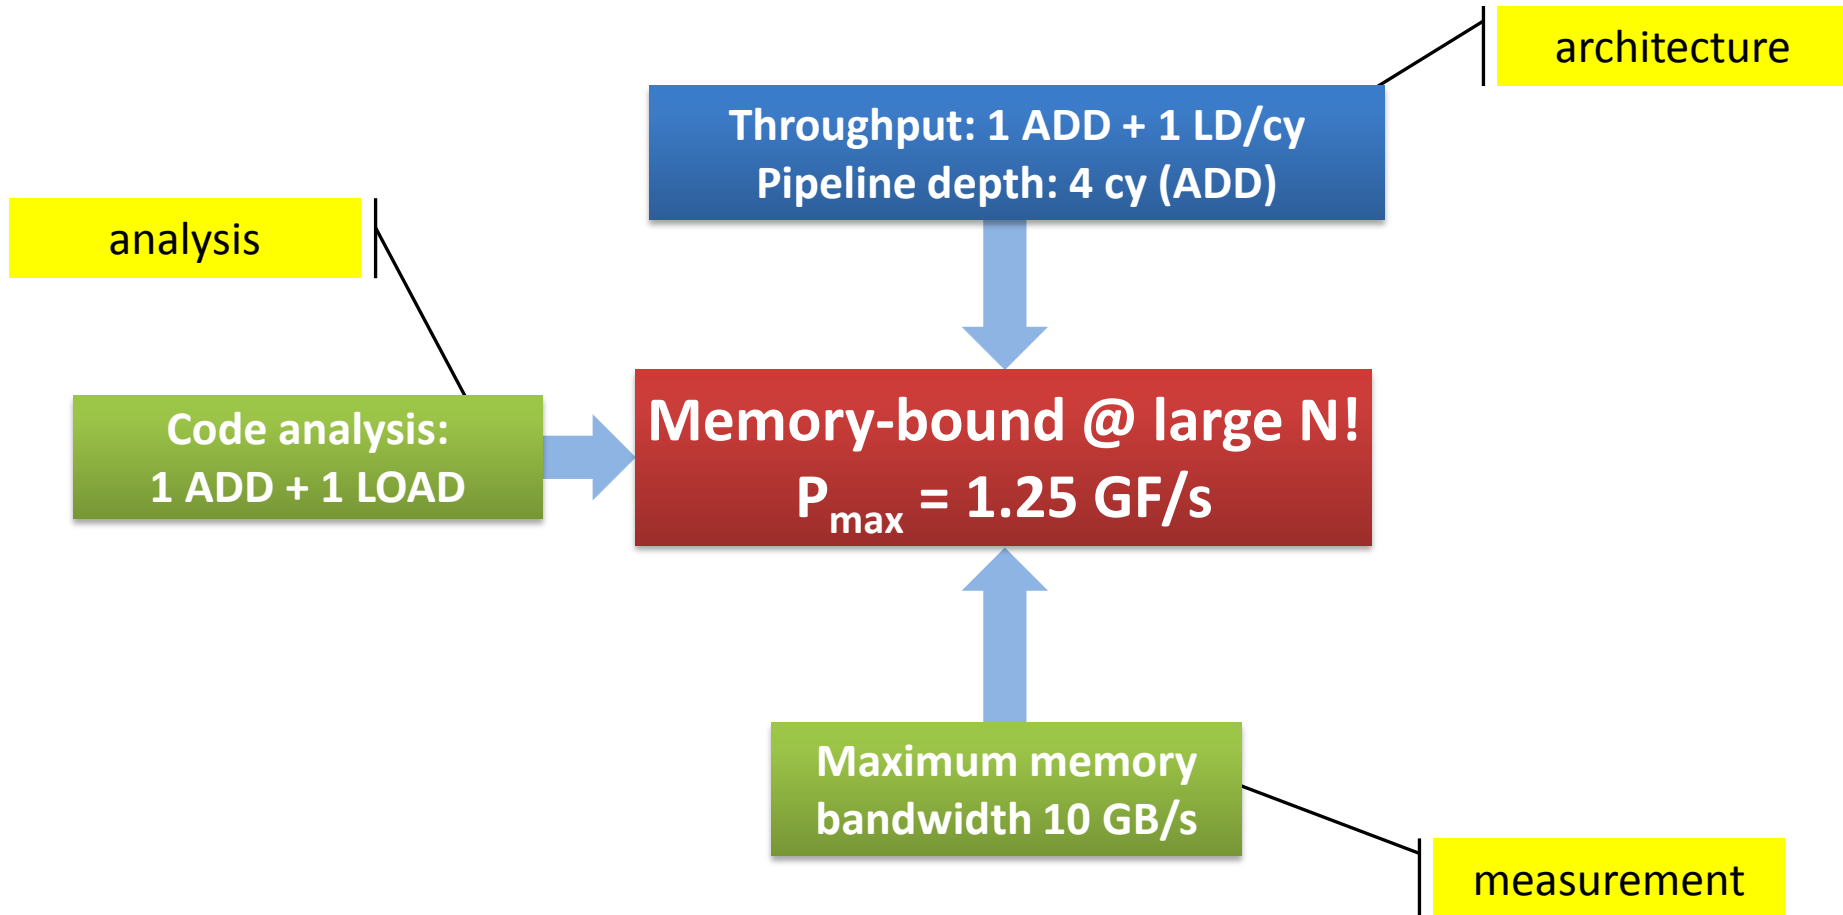 architecture
Throughput: 1 ADD + 1 LD/cy
Pipeline depth: 4 cy (ADD)
analysis
Code analysis:
1 ADD + 1 LOAD
Memory-bound @ large N!
Pmax = 1.25 GF/s
Maximum memory
bandwidth 10 GB/s
measurement